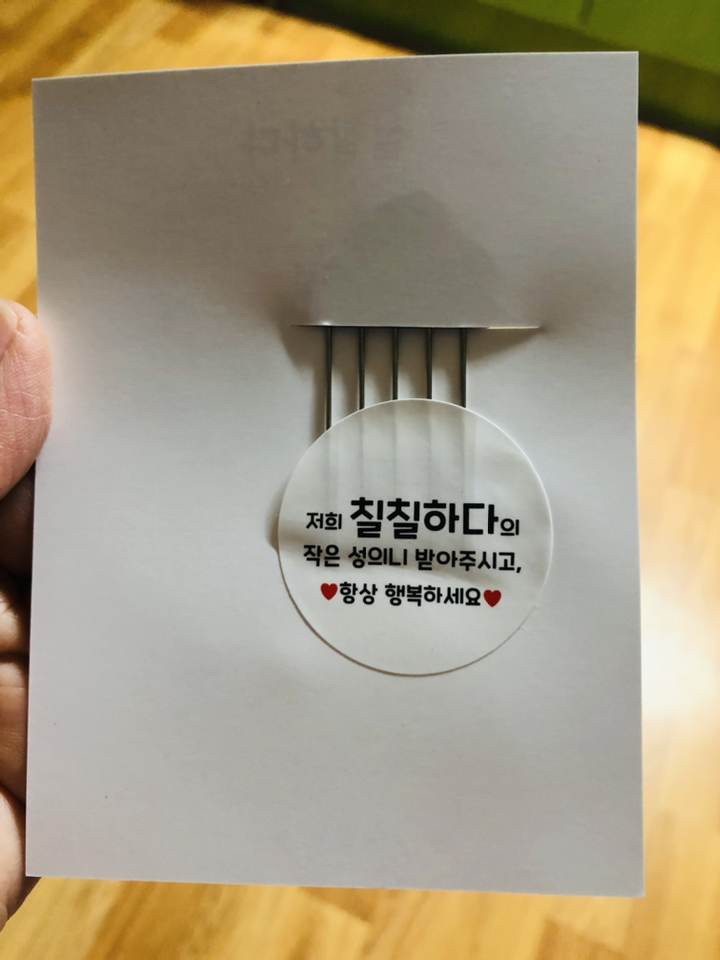 저희 칠칠하다의
작은 성의니 받아주시고,
♥항상 행복하세요♥